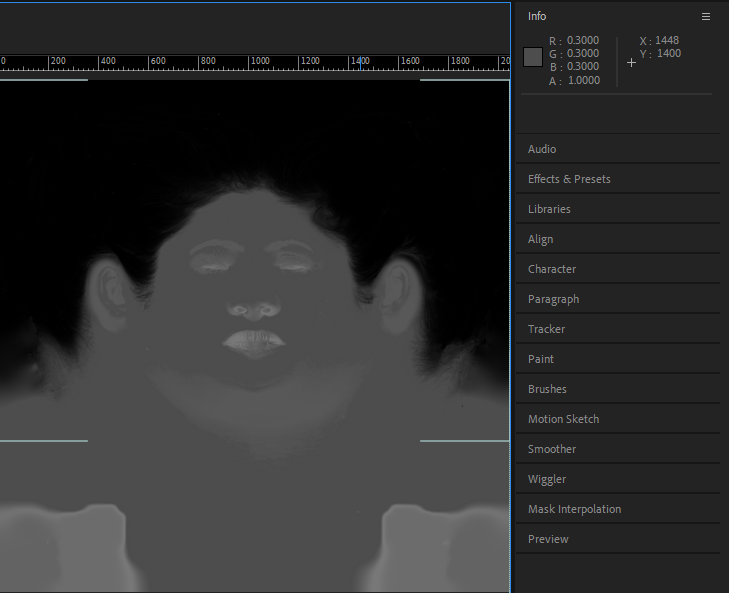 Info
R : 0.3000
G : 0.3000
B : 0.3000
A : 1.0000
X : 1448
Y : 1400
0 200 400 600 800 1000 1200 1400 1600 1800 20
Audio
Effects & Presets
Libraries
Align
Character
Paragraph
Tracker
Paint
Brushes
Motion Sketch
Smoother
Wiggler
Mask Interpolation
Preview